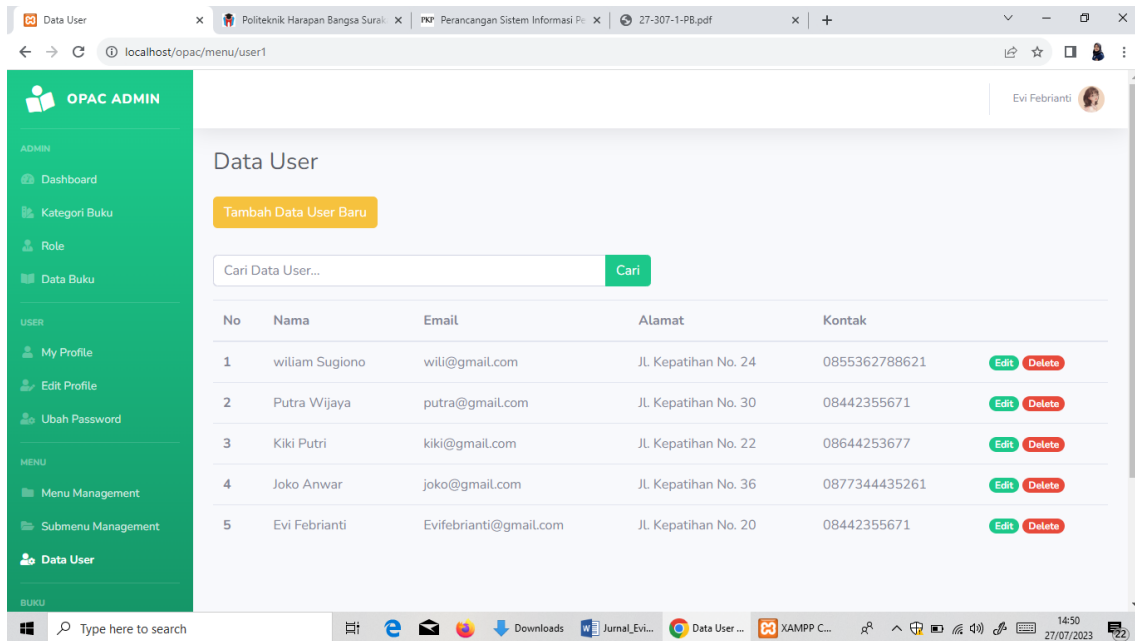 Data User
Politeknik Harapan Bangsa Surak
PKP Perancangan Sistem Informasi Pe
27-307-1-PB.pdf
localhost/opac/menu/user1
OPAC ADMIN
Evi Febrianti
ADMIN
Dashboard
Kategori Buku
Role
Data Buku
USER
My Profile
Edit Profile
Ubah Password
MENU
Menu Management
Submenu Management
Data User
BUKU
Data User
Tambah Data User Baru
Cari Data User... Cari
No Nama Email Alamat Kontak
1 wiliam Sugiono wili@gmail.com Jl. Kepatihan No. 24 0855362788621 Edit Delete
2 Putra Wijaya putra@gmail.com Jl. Kepatihan No. 30 08442355671 Edit Delete
3 Kiki Putri kiki@gmail.com Jl. Kepatihan No. 22 08644253677 Edit Delete
4 Joko Anwar joko@gmail.com Jl. Kepatihan No. 36 0877344435261 Edit Delete
5 Evi Febrianti Evifebrianti@gmail.com Jl. Kepatihan No. 20 08442355671 Edit Delete
Type here to search
Downloads
Jurnal_Evi...
Data User ...
XAMPP C...
14:50
27/07/2023
22